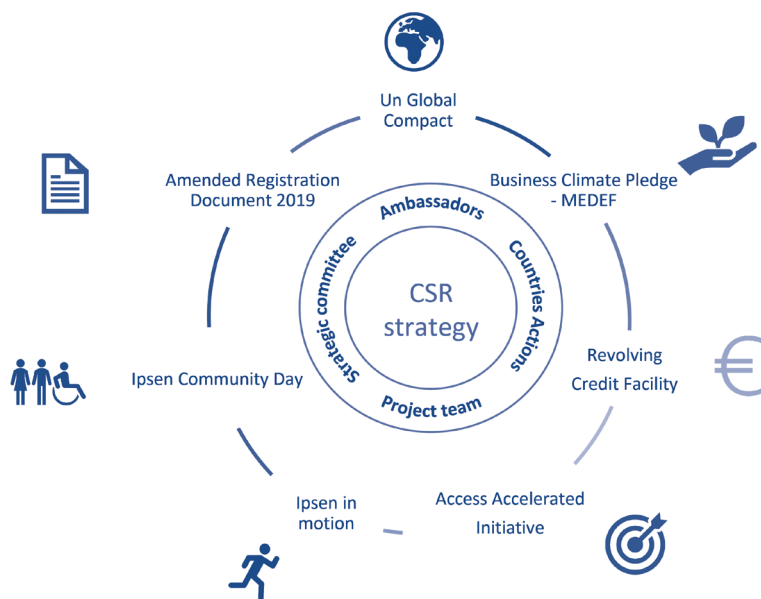 Un Global
Compact
Amended Registration
Document 2019
Business Climate Pledge
- MEDEF
Ambassadors
Strategic committee
Countries Actions
CSR
strategy
Project team
Revolving
Credit Facility
Ipsen Community Day
Ipsen in
motion
Access Accelerated
Initiative
€